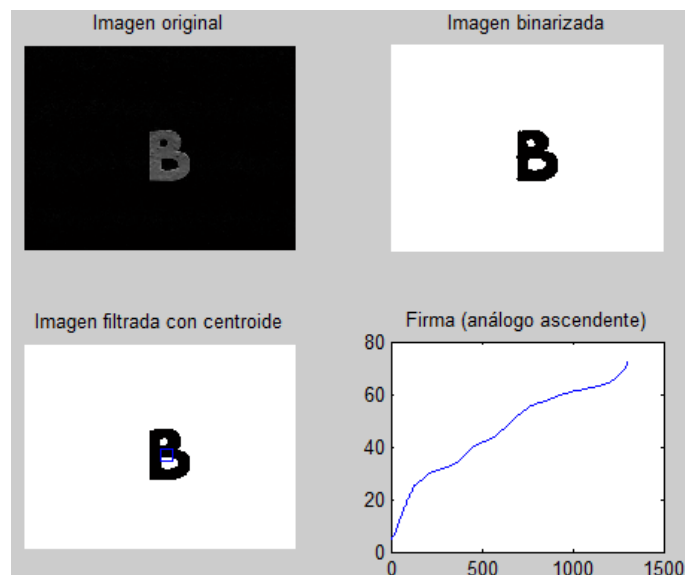 Imagen original
Imagen binarizada
B
B
Imagen filtrada con centroide
Firma (análogo ascendente)
B
80
60
40
20
0
0
500
1000
1500